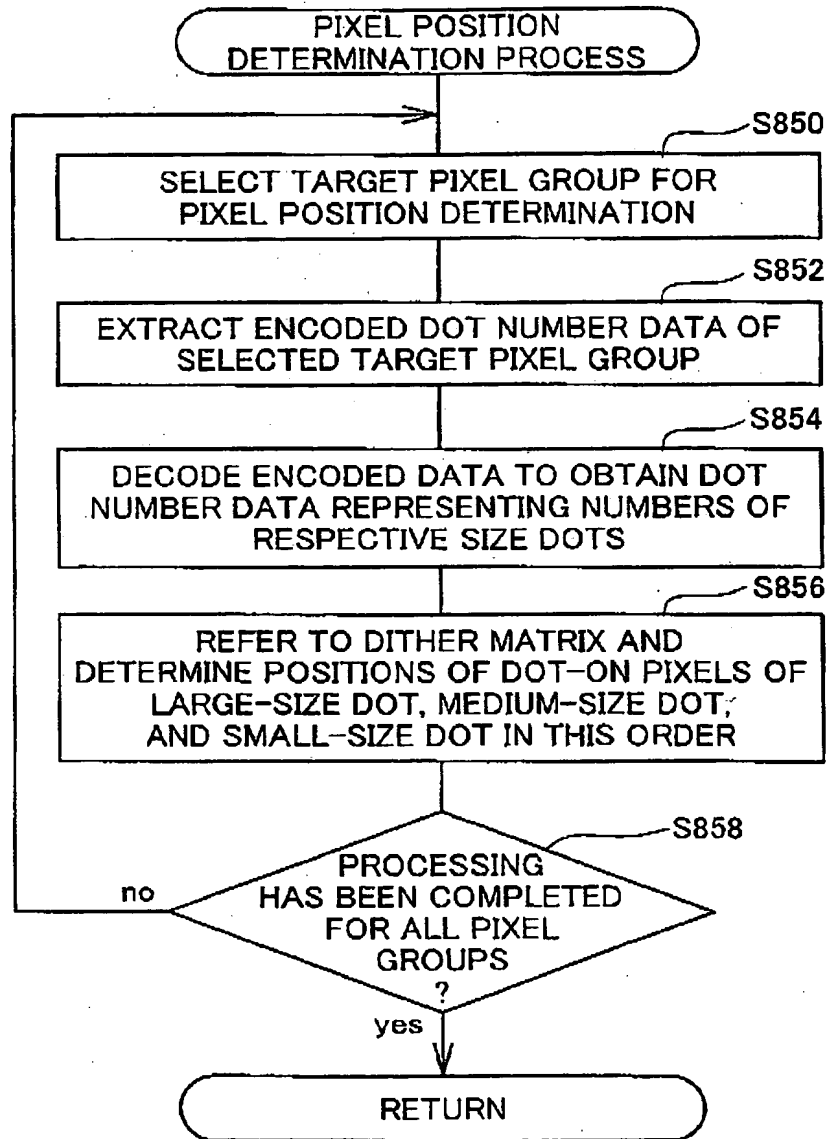 PIXEL POSITION
DETERMINATION PROCESS
S850
SELECT TARGET PIXEL GROUP FOR
PIXEL POSITION DETERMINATION
S852
EXTRACT ENCODED DOT NUMBER DATA OF
SELECTED TARGET PIXEL GROUP
S854
DECODE ENCODED DATA TO OBTAIN DOT
NUMBER DATA REPRESENTING NUMBERS OF
RESPECTIVE SIZE DOTS
S856
REFER TO DITHER MATRIX AND
DETERMINE POSITIONS OF DOT-ON PIXELS OF
LARGE-SIZE DOT, MEDIUM-SIZE DOT,
AND SMALL-SIZE DOT IN THIS ORDER
S858
PROCESSING
HAS BEEN COMPLETED
FOR ALL PIXEL
GROUPS
?
no
yes
RETURN